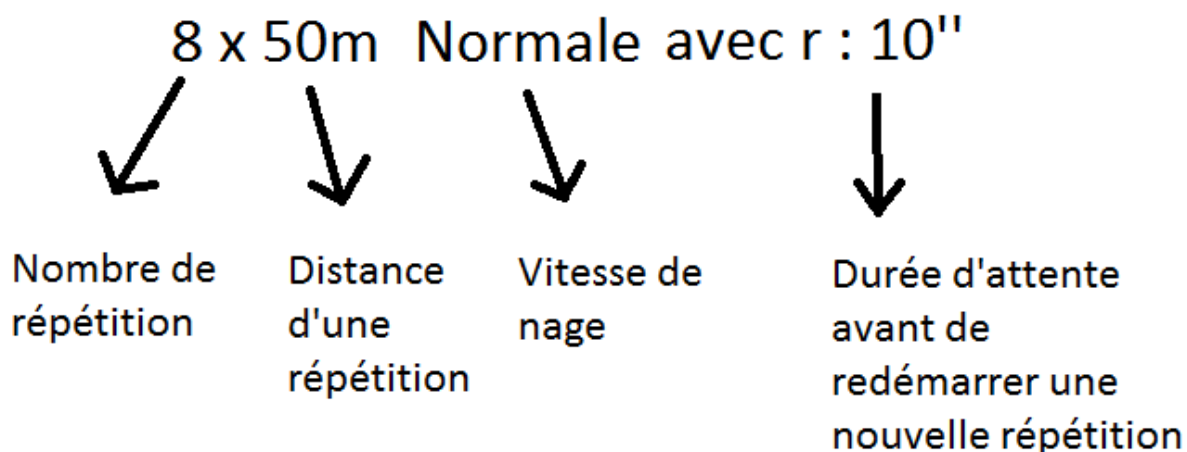 8 x 50m Normale avec r : 10"
Nombre de
répétition
Distance
d'une
répétition
Vitesse de
nage
Durée d'attente
avant de
redémarrer une
nouvelle répétition